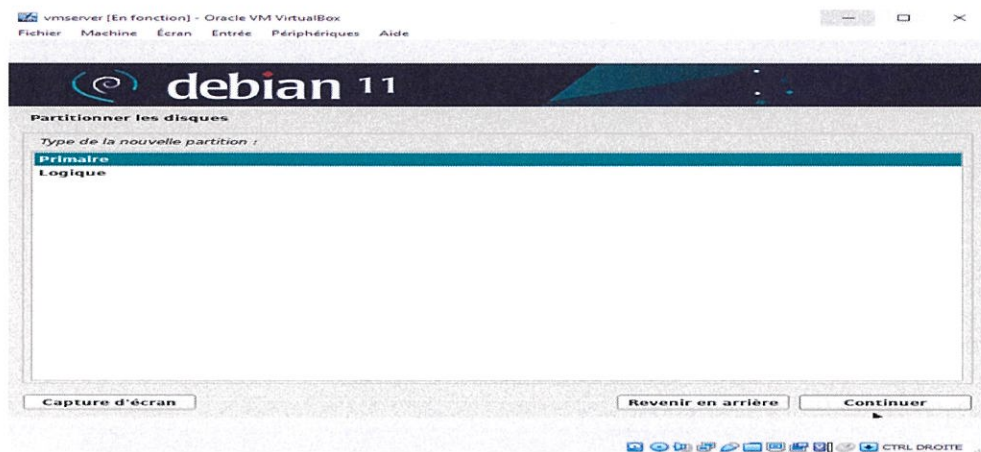 vmserver [En fonction] - Oracle VM VirtualBox
Fichier Machine Écran Entrée Périphériques Aide
debian 11
Partitionner les disques
Type de la nouvelle partition :
Primaire
Logique
Capture d'écran Revenir en arrière Continuer
CTRL DROITE